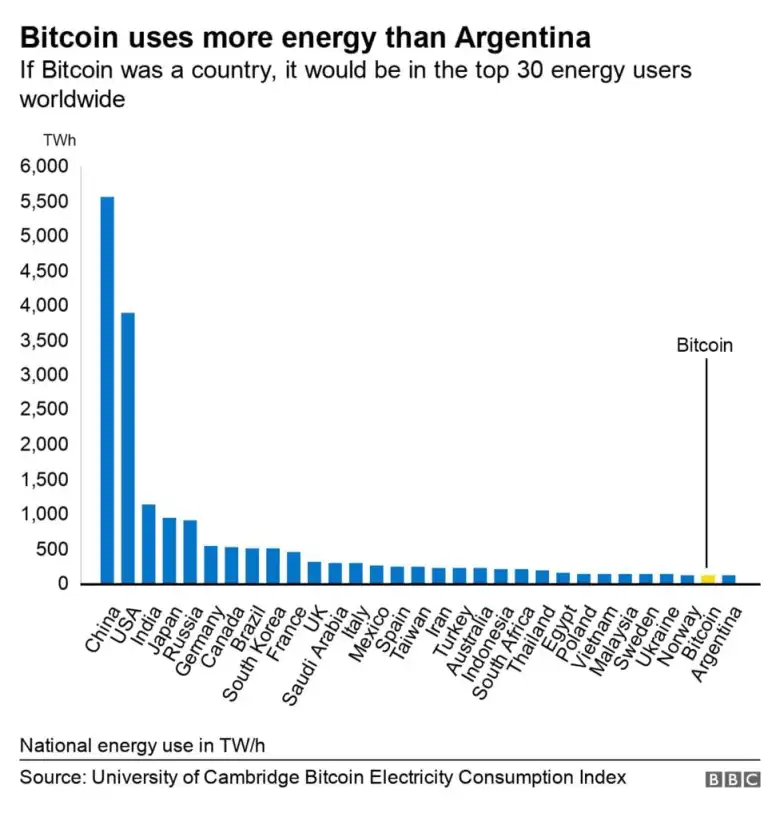 Bitcoin uses more energy than Argentina
If Bitcoin was a country, it would be in the top 30 energy users
worldwide
TWh
6,000
5,500
5,000
4,500
4,000
3,500
3,000
2,500
2,000
1,500
1,000
500
0
Bitcoin
China
USA
India
Japan
Russia
Germany
Canada
Brazil
South Korea
France
UK
Saudi Arabia
Italy
Mexico
Spain
Taiwan
Iran
Turkey
Australia
Indonesia
South Africa
Thailand
Egypt
Poland
Vietnam
Malaysia
Sweden
Ukraine
Norway
Bitcoin
Argentina
National energy use in TW/h
Source: University of Cambridge Bitcoin Electricity Consumption Index
BBC